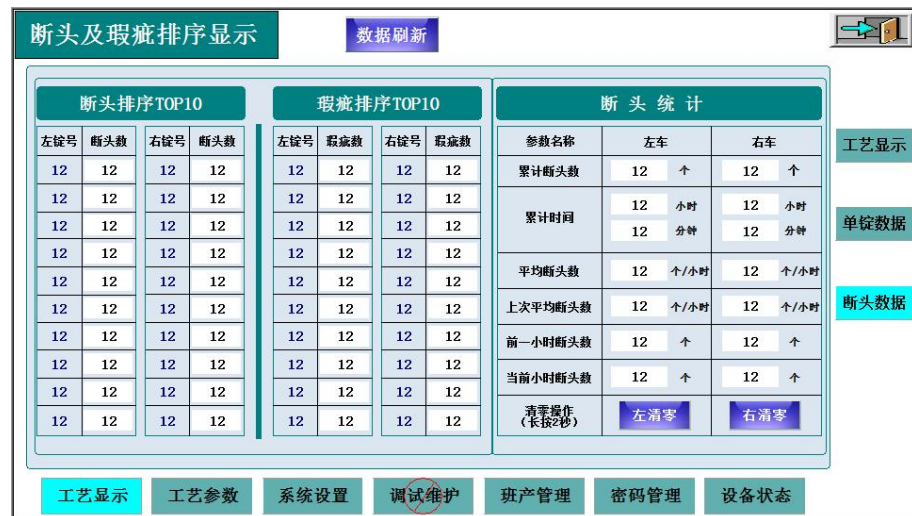 断头及瑕疵排序显示
数据刷新
断头排序TOP10
瑕疵排序TOP10
断头统计
左锭号 断头数 右锭号 断头数 左锭号 瑕疵数 右锭号 瑕疵数 参数名称 左车 右车
12 12 12 12 12 12 12 12 累计断头数 12 个 12 个
12 12 12 12 12 12 12 12 累计时间 12 小时 12 小时
12 12 12 12 12 12 12 12 12 分钟 12 分钟
12 12 12 12 12 12 12 12
12 12 12 12 12 12 12 12 平均断头数 12 个/小时 12 个/小时
12 12 12 12 12 12 12 12 上次平均断头数 12 个/小时 12 个/小时
12 12 12 12 12 12 12 12 前一小时断头数 12 个 12 个
12 12 12 12 12 12 12 12 当前小时断头数 12 个 12 个
12 12 12 12 12 12 12 12
12 12 12 12 12 12 12 12 清零操作 左清零 右清零
(长按2秒)
工艺显示
单锭数据
断头数据
工艺显示 工艺参数 系统设置 调试维护 班产管理 密码管理 设备状态